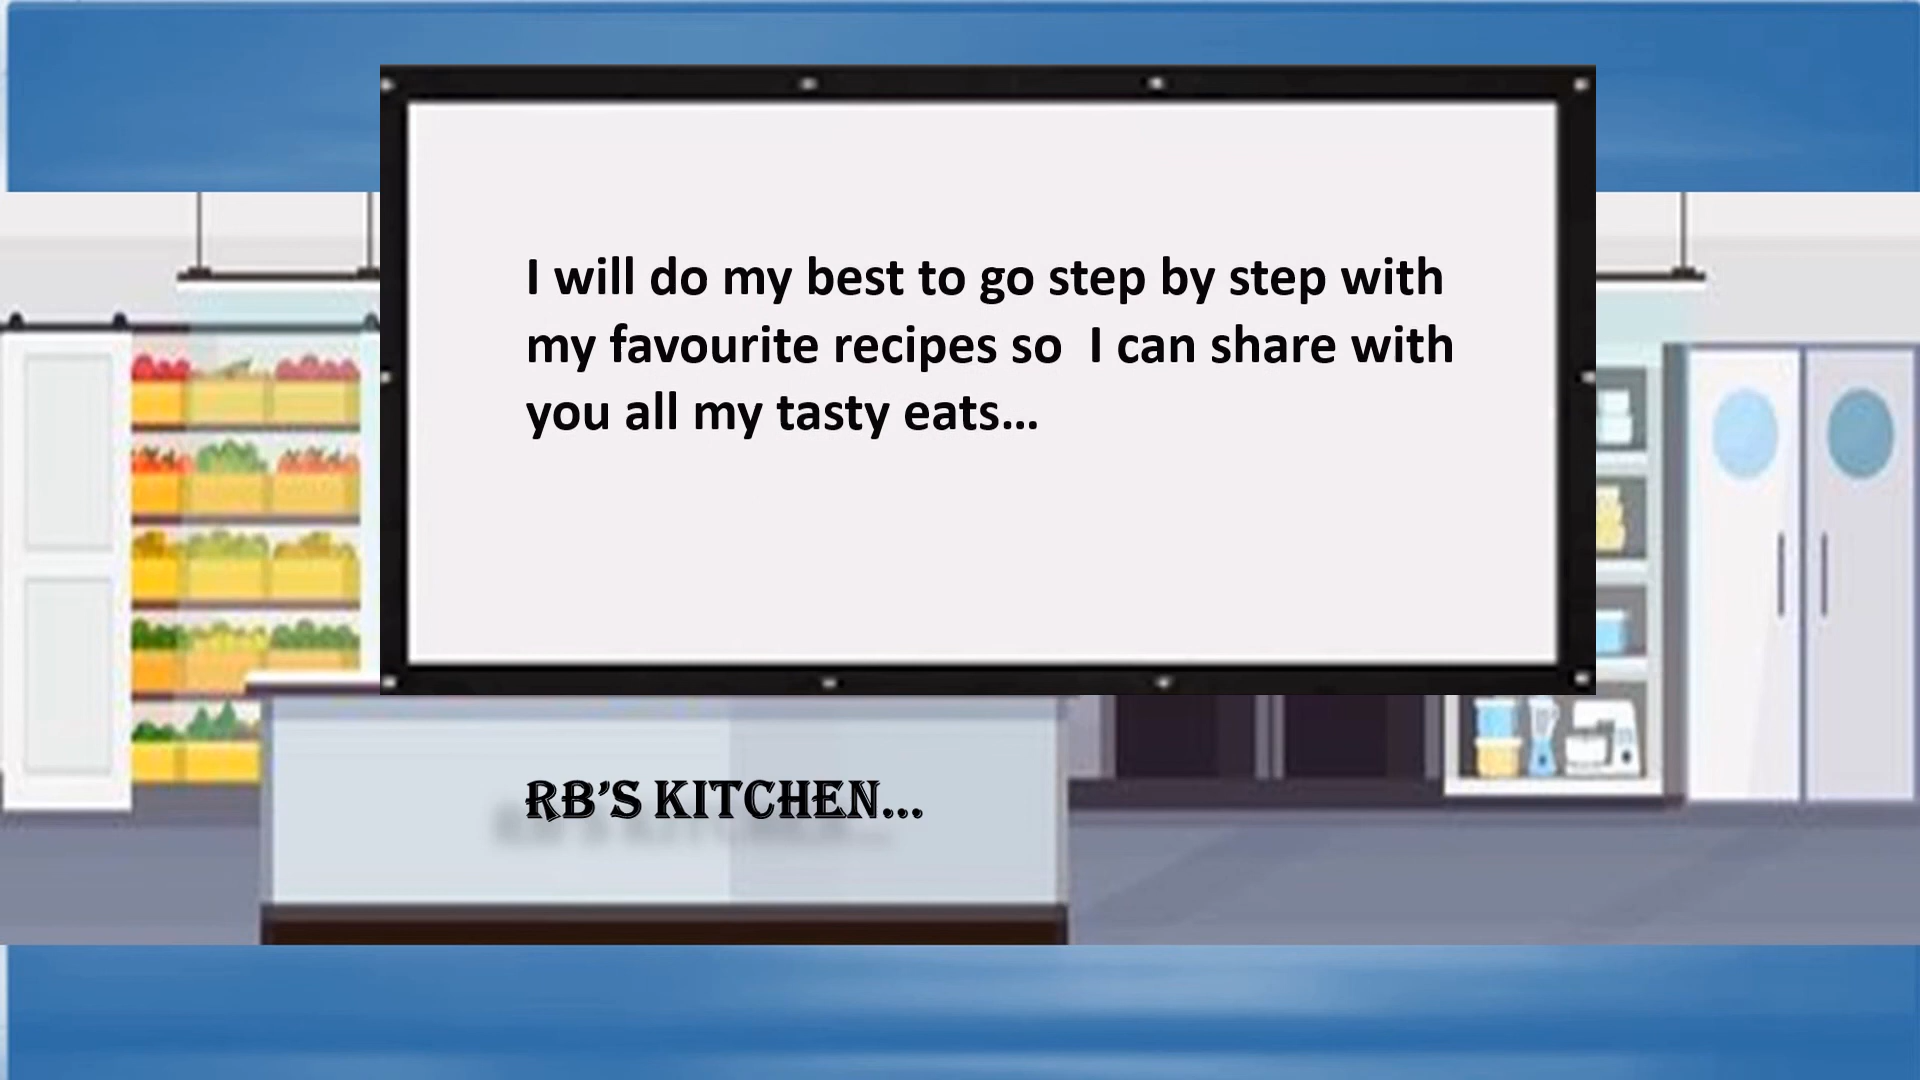 I will do my best to go step by step with
my favourite recipes so  I can share with
you all my tasty eats...
RB'S KITCHEN...